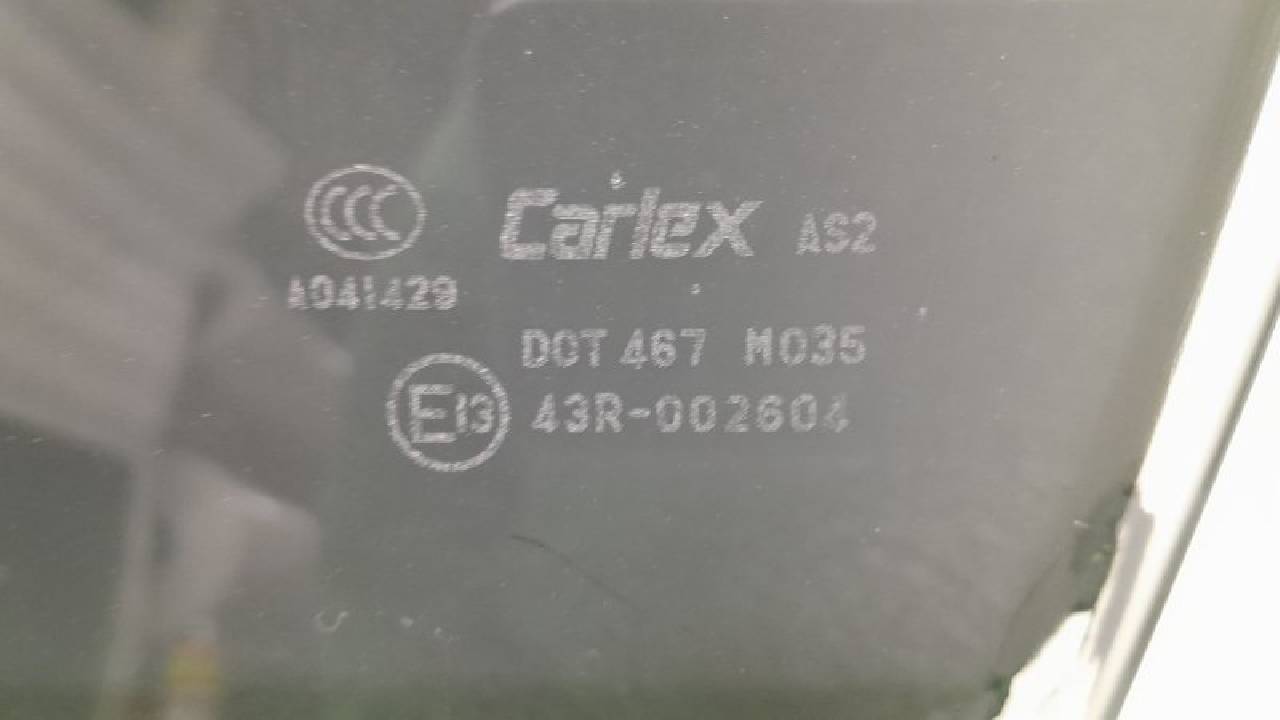 CCC
Carlex AS2
A041429
DOT 467 M035
E13 43R-002604